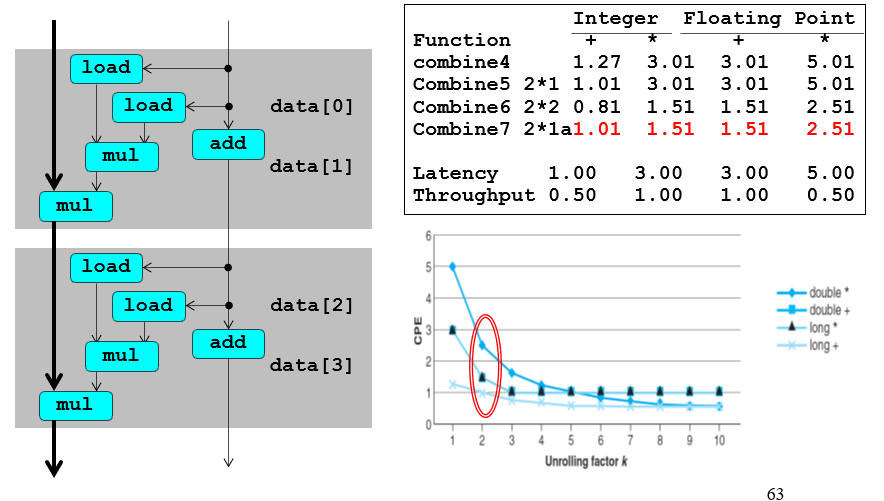 load
load
data[0]
mul
add
data[1]
mul
load
load
data[2]
mul
add
data[3]
mul
Integer Floating Point
Function + * + *
combine4 1.27 3.01 3.01 5.01
Combine5 2*1 1.01 3.01 3.01 5.01
Combine6 2*2 0.81 1.51 1.51 2.51
Combine7 2*1a1.01 1.51 1.51 2.51
Latency 1.00 3.00 3.00 5.00
Throughput 0.50 1.00 1.00 0.50
6
5
4
3
2
1
0
CPE
1 2 3 4 5 6 7 8 9 10
Unrolling factor k
double *
double +
long *
long +
63